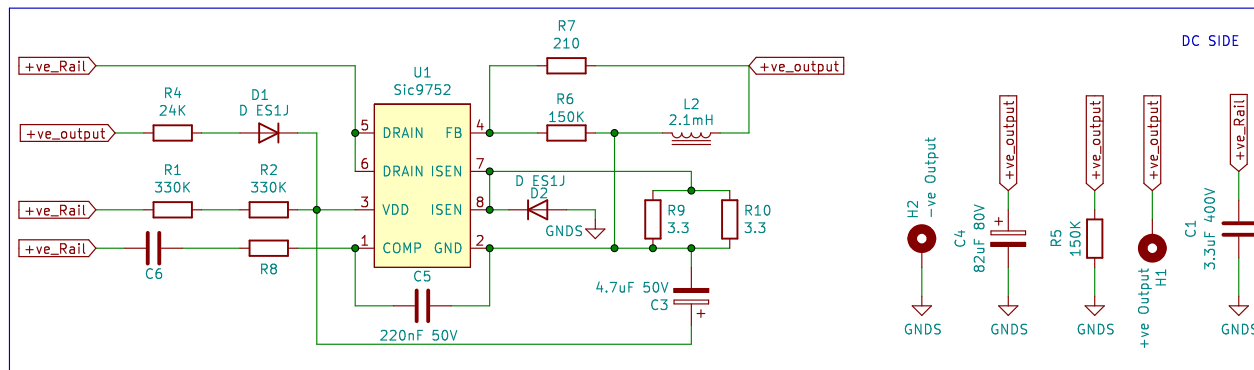 DC SIDE
+ve_Rail
R7
210
+ve_output
U1
Sic9752
R4
24K
D1
D ES1J
+ve_output
5
DRAIN
FB
4
R6
150K
L2
2.1mH
6
DRAIN
ISEN
7
R1
330K
R2
330K
+ve_Rail
3
VDD
ISEN
8
D ES1J
D2
GNDS
R9
3.3
R10
3.3
+ve_Rail
C6
R8
1
COMP
GND
2
C5
220nF 50V
4.7uF 50V
C3
+
H2
-ve Output
GNDS
+ve_output
+
C4
82uF 80V
GNDS
+ve_output
R5
150K
GNDS
+ve_output
H1
+ve Output
+ve_Rail
C1
3.3uF 400V
GNDS